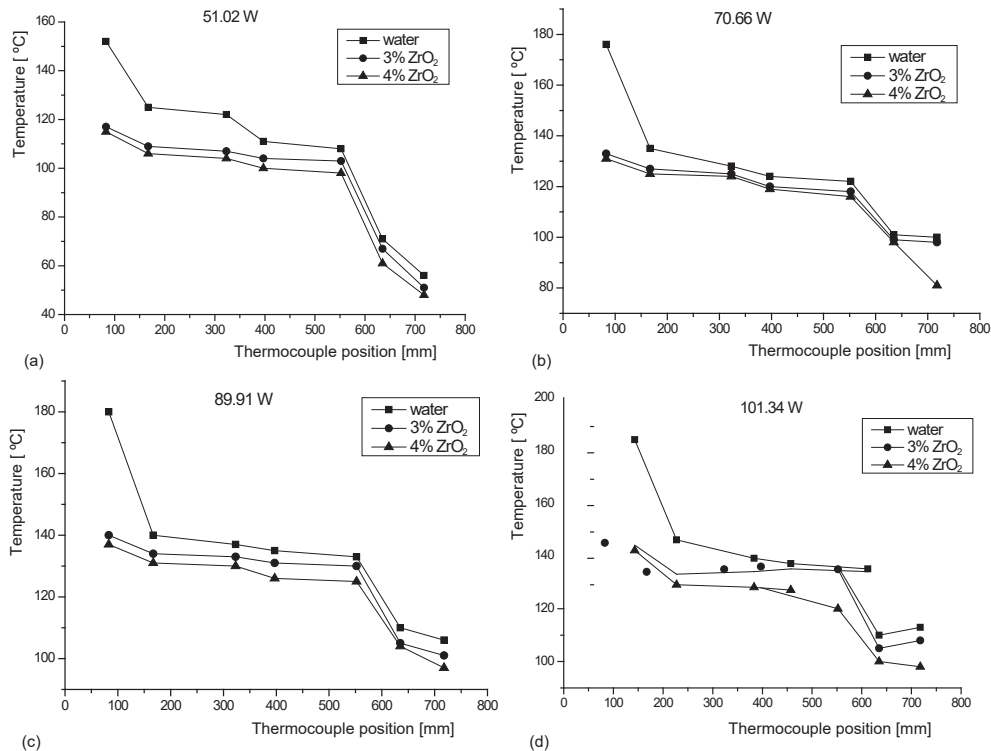 51.02 W
Temperature [ ºC]
160
140
120
100
80
60
40
water
3% ZrO₂
4% ZrO₂
0 100 200 300 400 500 600 700 800
(a) Thermocouple position [mm]
70.66 W
Temperature [ ºC]
180
160
140
120
100
80
water
3% ZrO₂
4% ZrO₂
0 100 200 300 400 500 600 700 800
(b) Thermocouple position [mm]
89.91 W
Temperature [ ºC]
180
160
140
120
100
water
3% ZrO₂
4% ZrO₂
0 100 200 300 400 500 600 700 800
(c) Thermocouple position [mm]
101.34 W
Temperature [ ºC]
200
180
160
140
120
100
water
3% ZrO₂
4% ZrO₂
0 100 200 300 400 500 600 700 800
(d) Thermocouple position [mm]